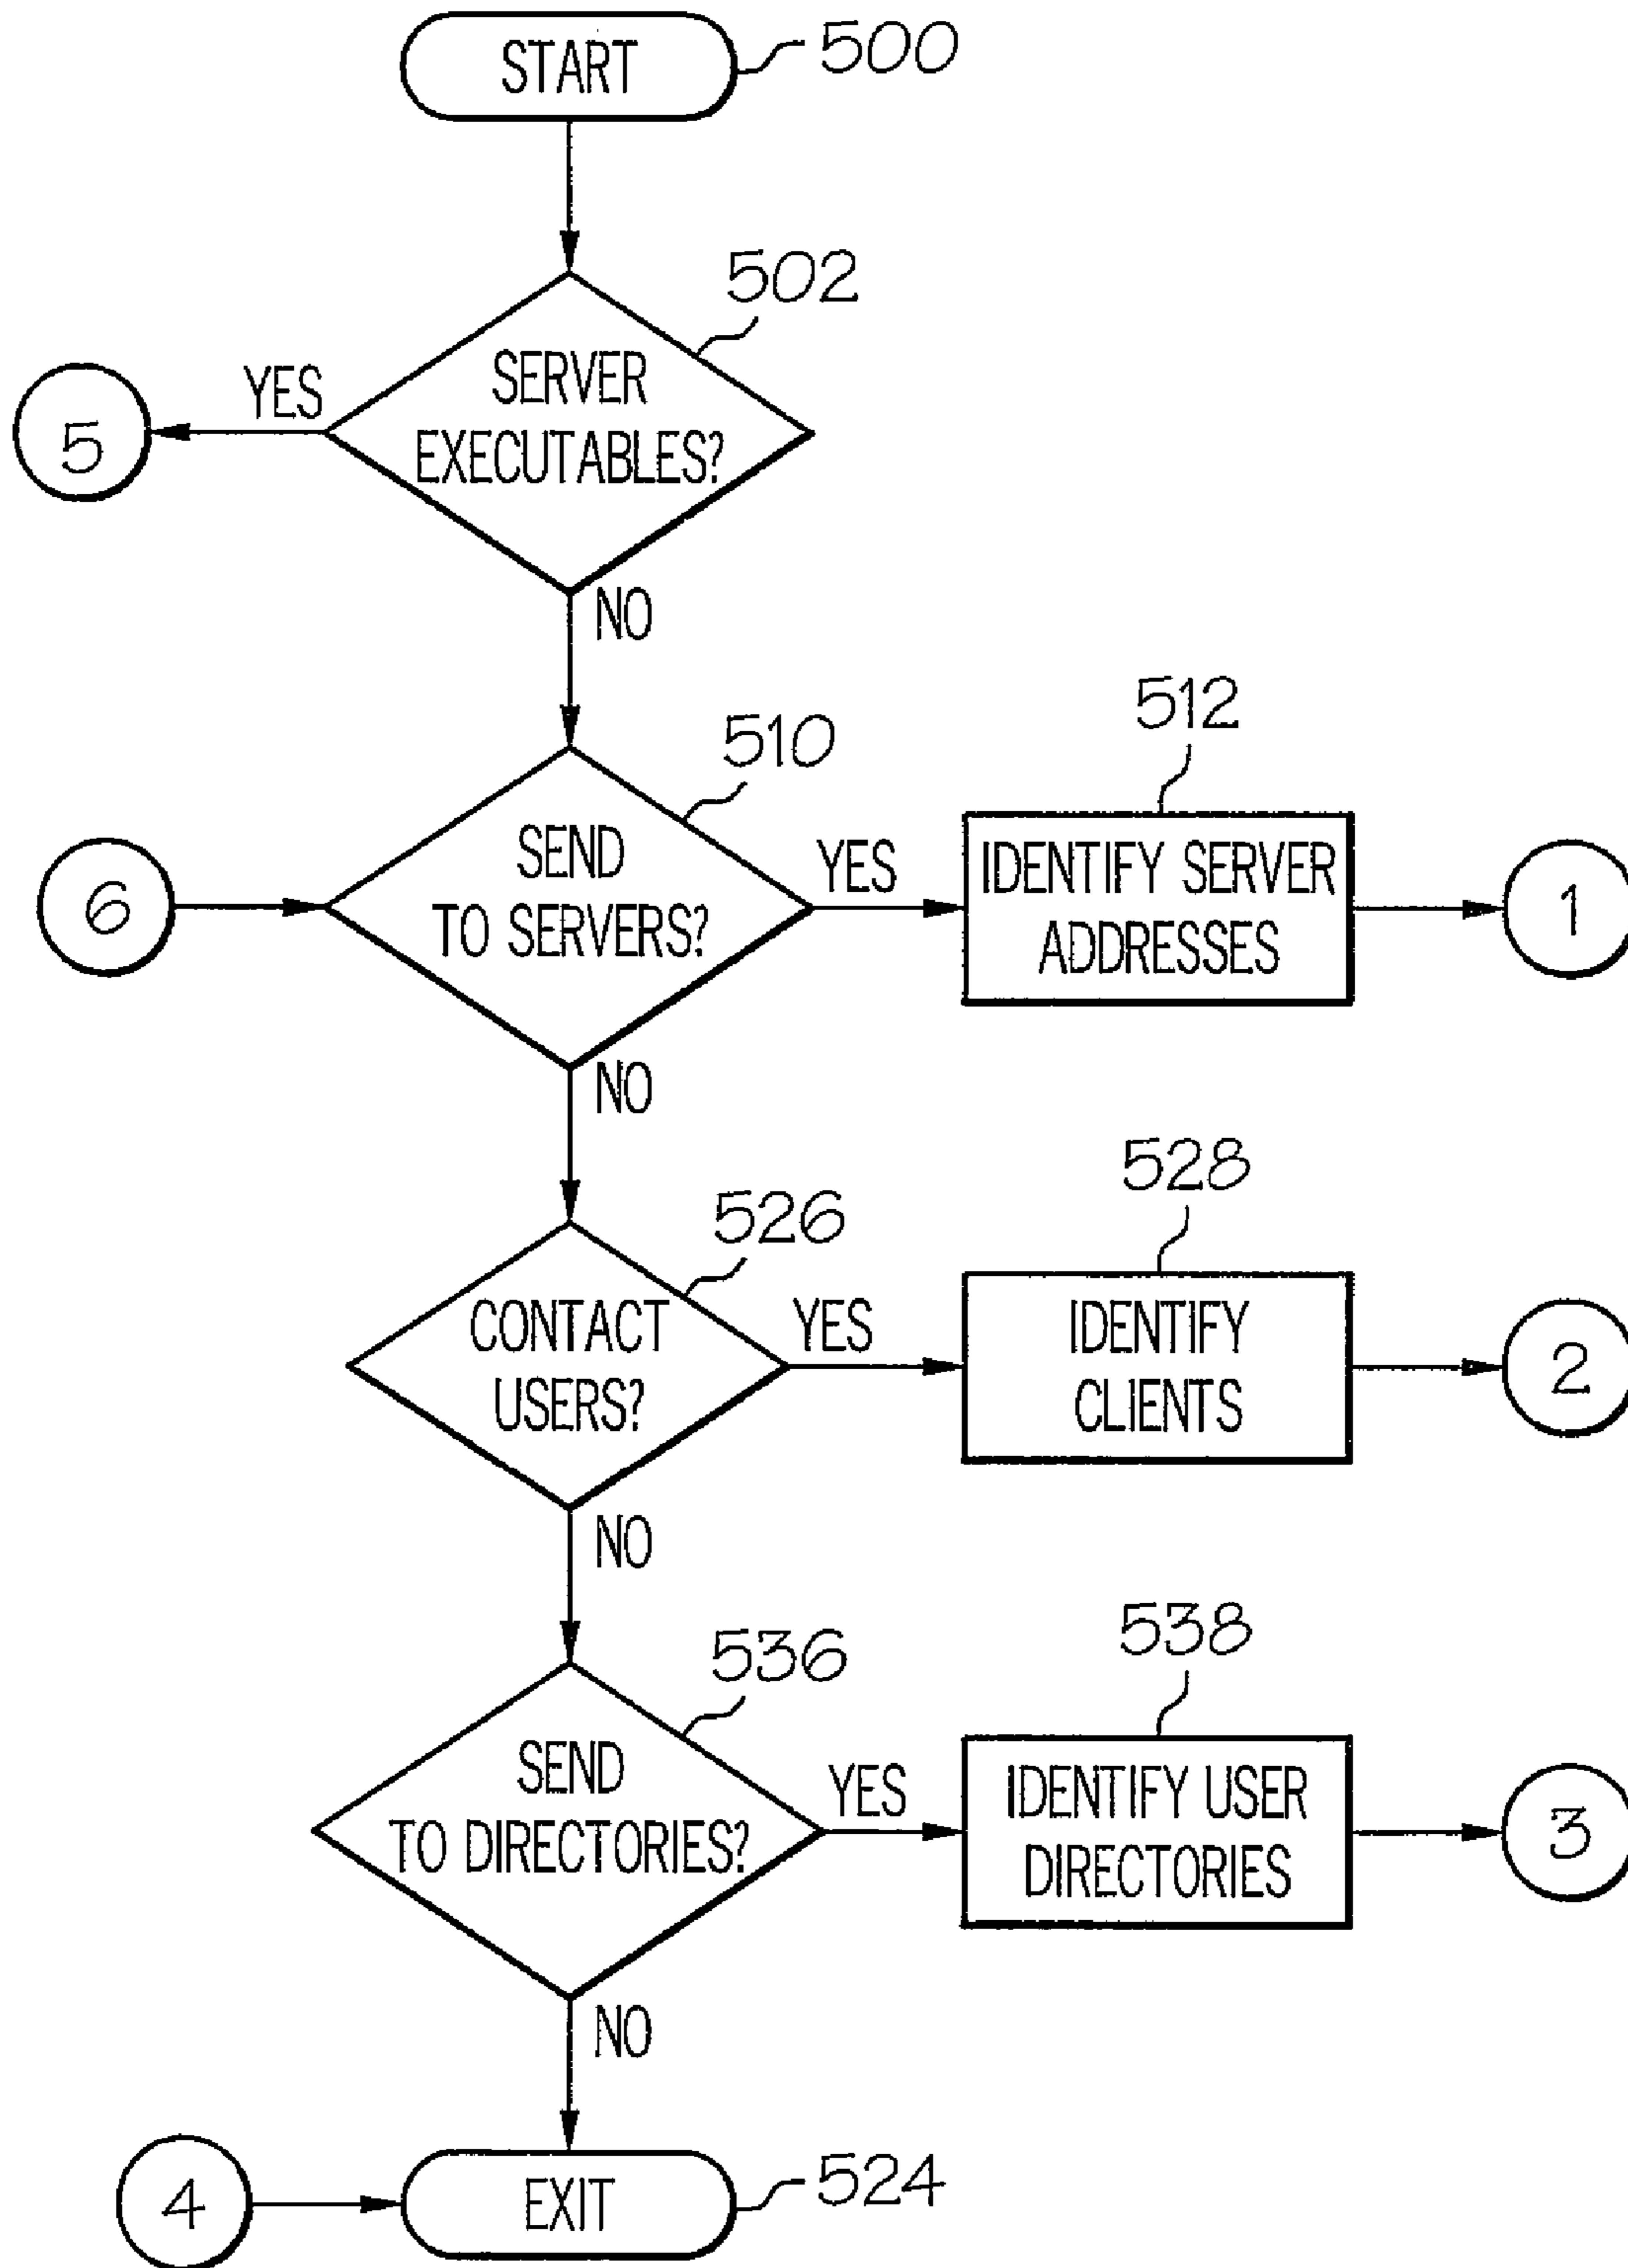 START
500
502
SERVER
EXECUTABLES?
YES
5
NO
510
512
6
SEND
TO SERVERS?
YES
IDENTIFY SERVER
ADDRESSES
1
NO
526
528
CONTACT
USERS?
YES
IDENTIFY
CLIENTS
2
NO
536
538
SEND
TO DIRECTORIES?
YES
IDENTIFY USER
DIRECTORIES
3
NO
4
EXIT
524